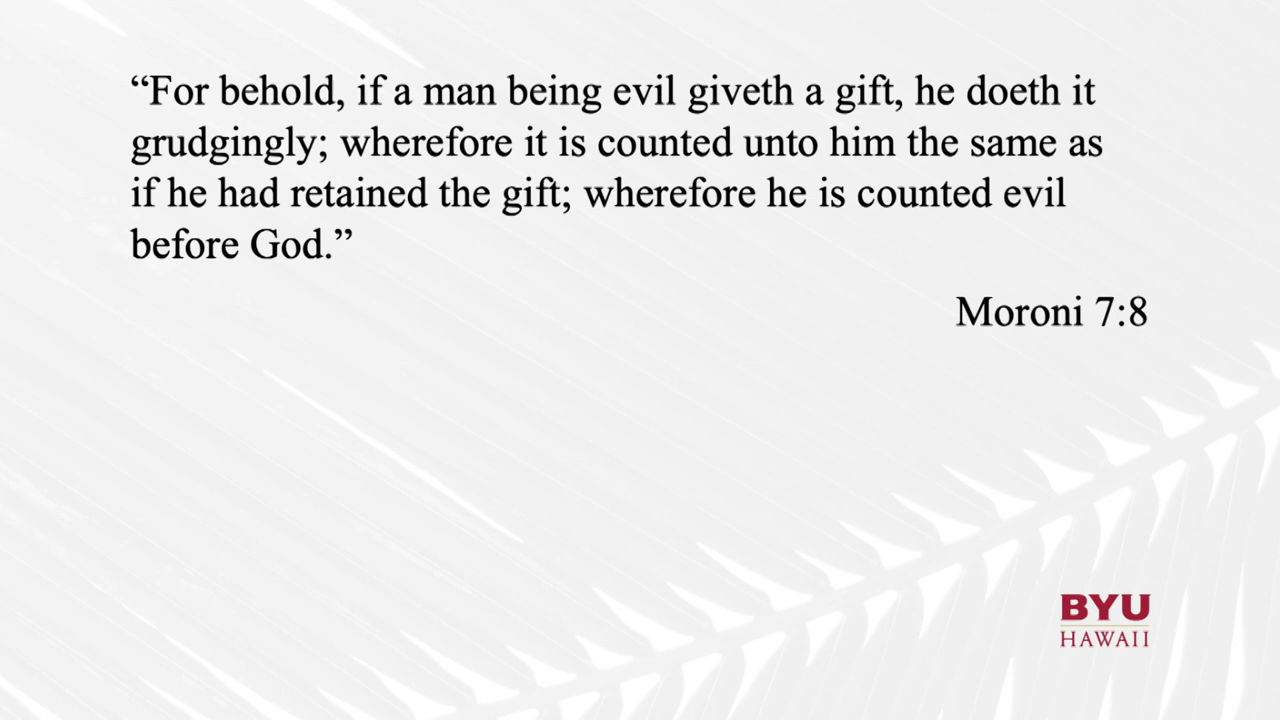 “For behold, if a man being evil giveth a gift, he doeth it
grudgingly; wherefore it is counted unto him the same as
if he had retained the gift; wherefore he is counted evil
before God.”
Moroni 7:8
BYU
HAWAII